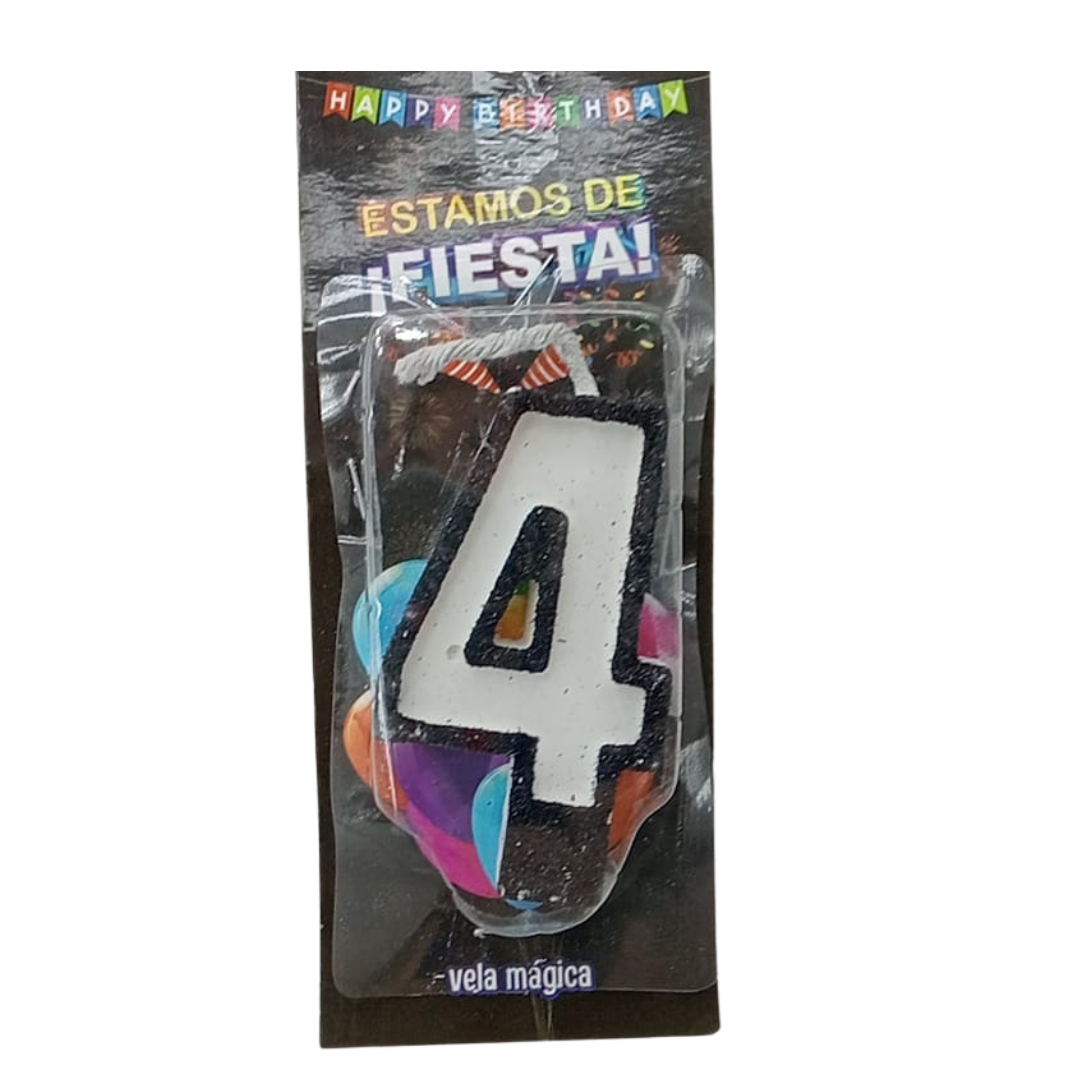 HAPPY BIRTHDAY
ESTAMOS DE
¡FIESTA!
4
vela mágica